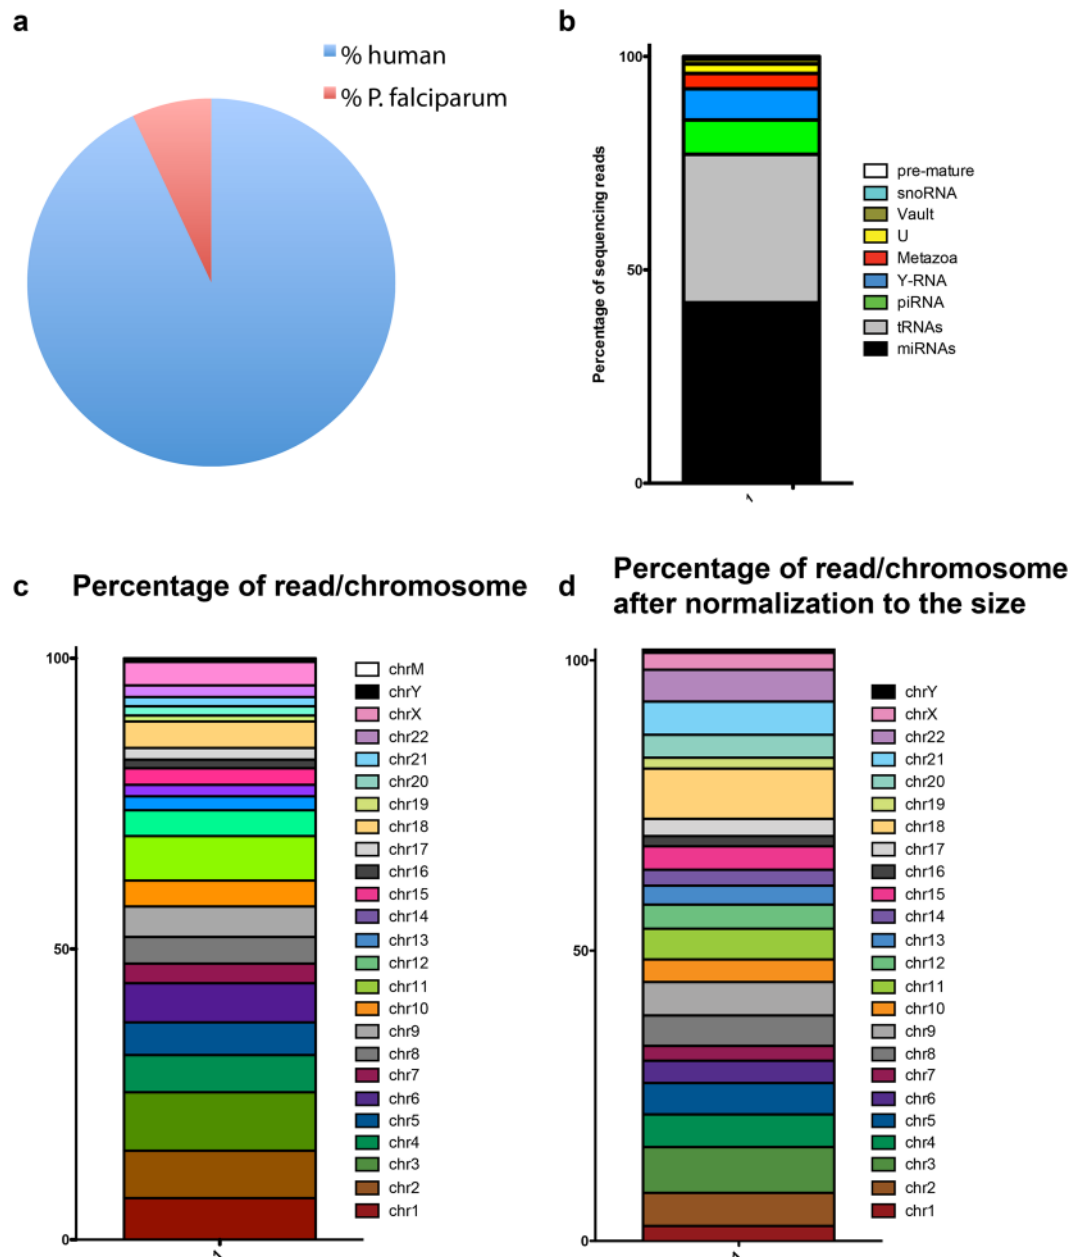 a
% human
% P. falciparum
b
Percentage of sequencing reads
100
50
0
1
pre-mature
snoRNA
Vault
U
Metazoa
Y-RNA
piRNA
tRNAs
miRNAs
c
Percentage of read/chromosome
100
50
0
1
chrM
chrY
chrX
chr22
chr21
chr20
chr19
chr18
chr17
chr16
chr15
chr14
chr13
chr12
chr11
chr10
chr9
chr8
chr7
chr6
chr5
chr4
chr3
chr2
chr1
d
Percentage of read/chromosome
after normalization to the size
100
50
0
1
chrY
chrX
chr22
chr21
chr20
chr19
chr18
chr17
chr16
chr15
chr14
chr13
chr12
chr11
chr10
chr9
chr8
chr7
chr6
chr5
chr4
chr3
chr2
chr1